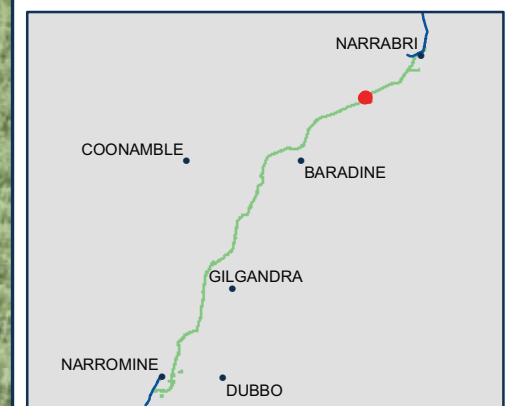 NARRABRI
COONAMBLE
BARADINE
GILGANDRA
NARROMINE
DUBBO